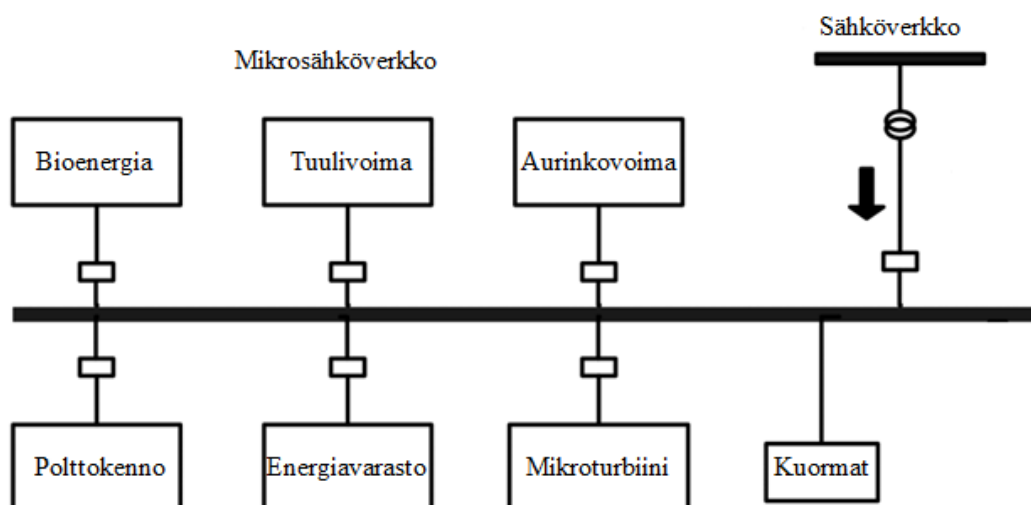 Sähköverkko
Mikrosähköverkko
Bioenergia
Tuulivoima
Aurinkovoima
Polttokenno
Energiavarasto
Mikroturbiini
Kuormat